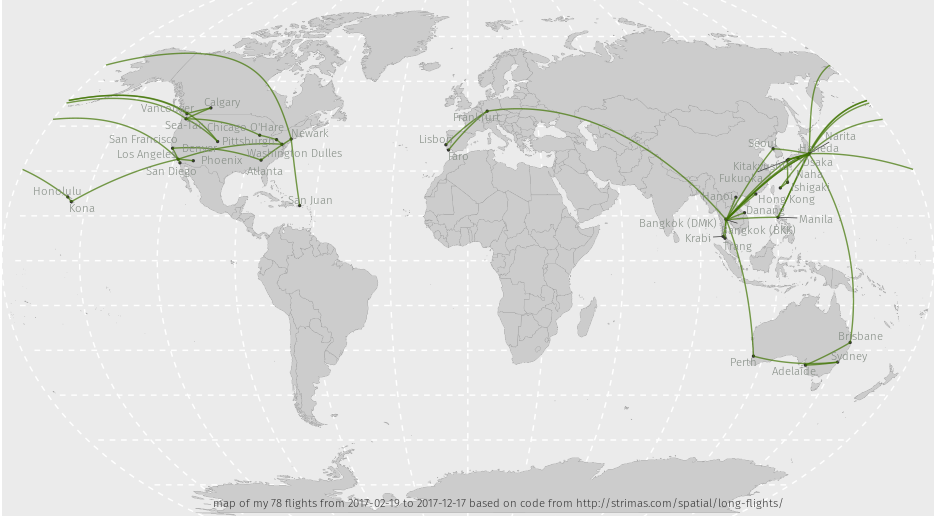 Vancouver
Calgary
Sea-Tac
Chicago O'Hare
Newark
San Francisco
Denver
Pittsburgh
Los Angeles
Phoenix
Washington Dulles
San Diego
Atlanta
Honolulu
Kona
San Juan
Frankfurt
Lisbon
Faro
Narita
Seoul
Haneda
Osaka
Fukuoka
Naha
Ishigaki
Hanoi
Hong Kong
Danang
Manila
Bangkok (DMK)
Bangkok (BKK)
Krabi
Trang
Brisbane
Sydney
Perth
Adelaide
map of my 78 flights from 2017-02-19 to 2017-12-17 based on code from http://strimas.com/spatial/long-flights/